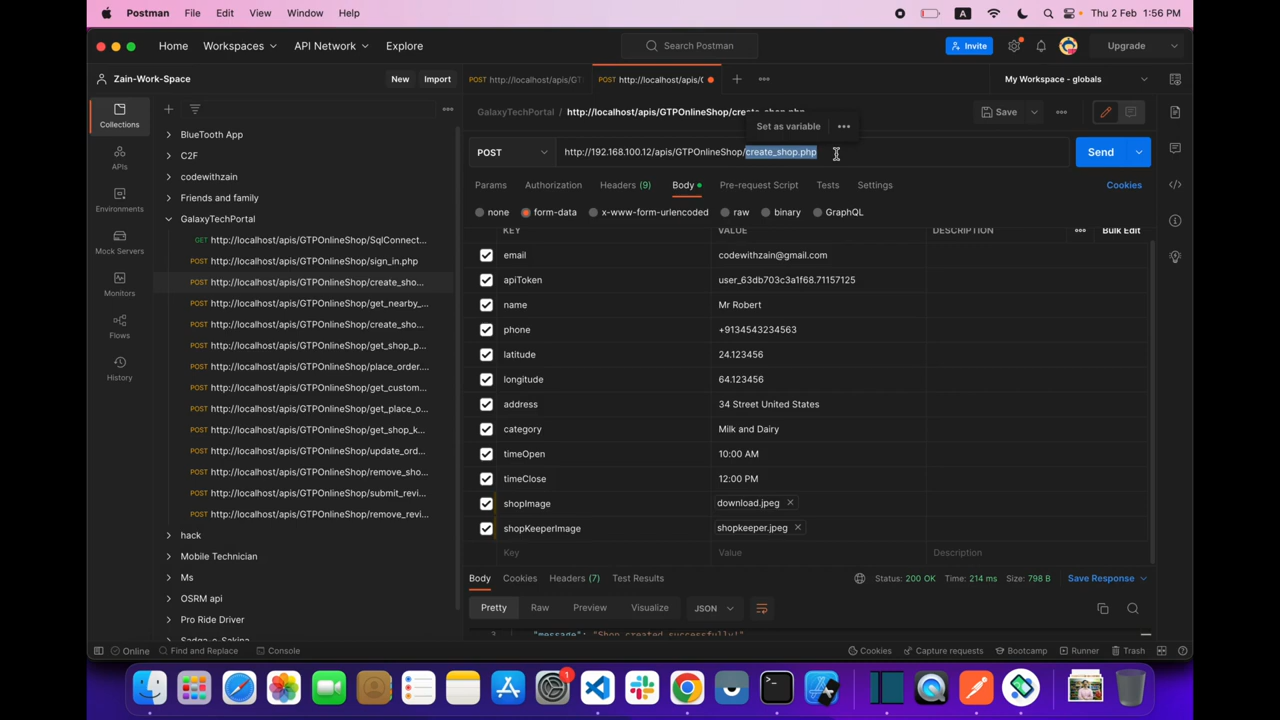 Postman File Edit View Window Help A Thu 2 Feb 1:56 PM
Home Workspaces API Network Explore Search Postman Invite Upgrade
Zain-Work-Space New Import POST http://localhost/apis/GT POST http://localhost/apis/( My Workspace - globals
Collections
APIs
Environments
Mock Servers
Monitors
Flows
History
BlueTooth App
C2F
codewithzain
Friends and family
GalaxyTechPortal
GET http://localhost/apis/GTPOnlineShop/SqlConnect...
POST http://localhost/apis/GTPOnlineShop/sign_in.php
POST http://localhost/apis/GTPOnlineShop/create_sho...
POST http://localhost/apis/GTPOnlineShop/get_nearby_...
POST http://localhost/apis/GTPOnlineShop/create_sho...
POST http://localhost/apis/GTPOnlineShop/get_shop_p...
POST http://localhost/apis/GTPOnlineShop/place_order....
POST http://localhost/apis/GTPOnlineShop/get_custom...
POST http://localhost/apis/GTPOnlineShop/get_place_o...
POST http://localhost/apis/GTPOnlineShop/get_shop_k...
POST http://localhost/apis/GTPOnlineShop/update_ord...
POST http://localhost/apis/GTPOnlineShop/remove_sho...
POST http://localhost/apis/GTPOnlineShop/submit_revi...
POST http://localhost/apis/GTPOnlineShop/remove_revi...
hack
Mobile Technician
Ms
OSRM api
Pro Ride Driver
Sadqa-e-Sakina
GalaxyTechPortal / http://localhost/apis/GTPOnlineShop/create_shop.php Save
Set as variable
POST http://192.168.100.12/apis/GTPOnlineShop/create_shop.php Send
Params Authorization Headers (9) Body Pre-request Script Tests Settings Cookies
none form-data x-www-form-urlencoded raw binary GraphQL
KEY VALUE DESCRIPTION Bulk Edit
email codewithzain@gmail.com
apiToken user_63db703c3a1f68.71157125
name Mr Robert
phone +9134543234563
latitude 24.123456
longitude 64.123456
address 34 Street United States
category Milk and Dairy
timeOpen 10:00 AM
timeClose 12:00 PM
shopImage download.jpeg
shopKeeperImage shopkeeper.jpeg
Key Value Description
Body Cookies Headers (7) Test Results Status: 200 OK Time: 214 ms Size: 798 B Save Response
Pretty Raw Preview Visualize JSON
3 "message": "Shop created successfully!"
Online Find and Replace Console Cookies Capture requests Bootcamp Runner Trash
1